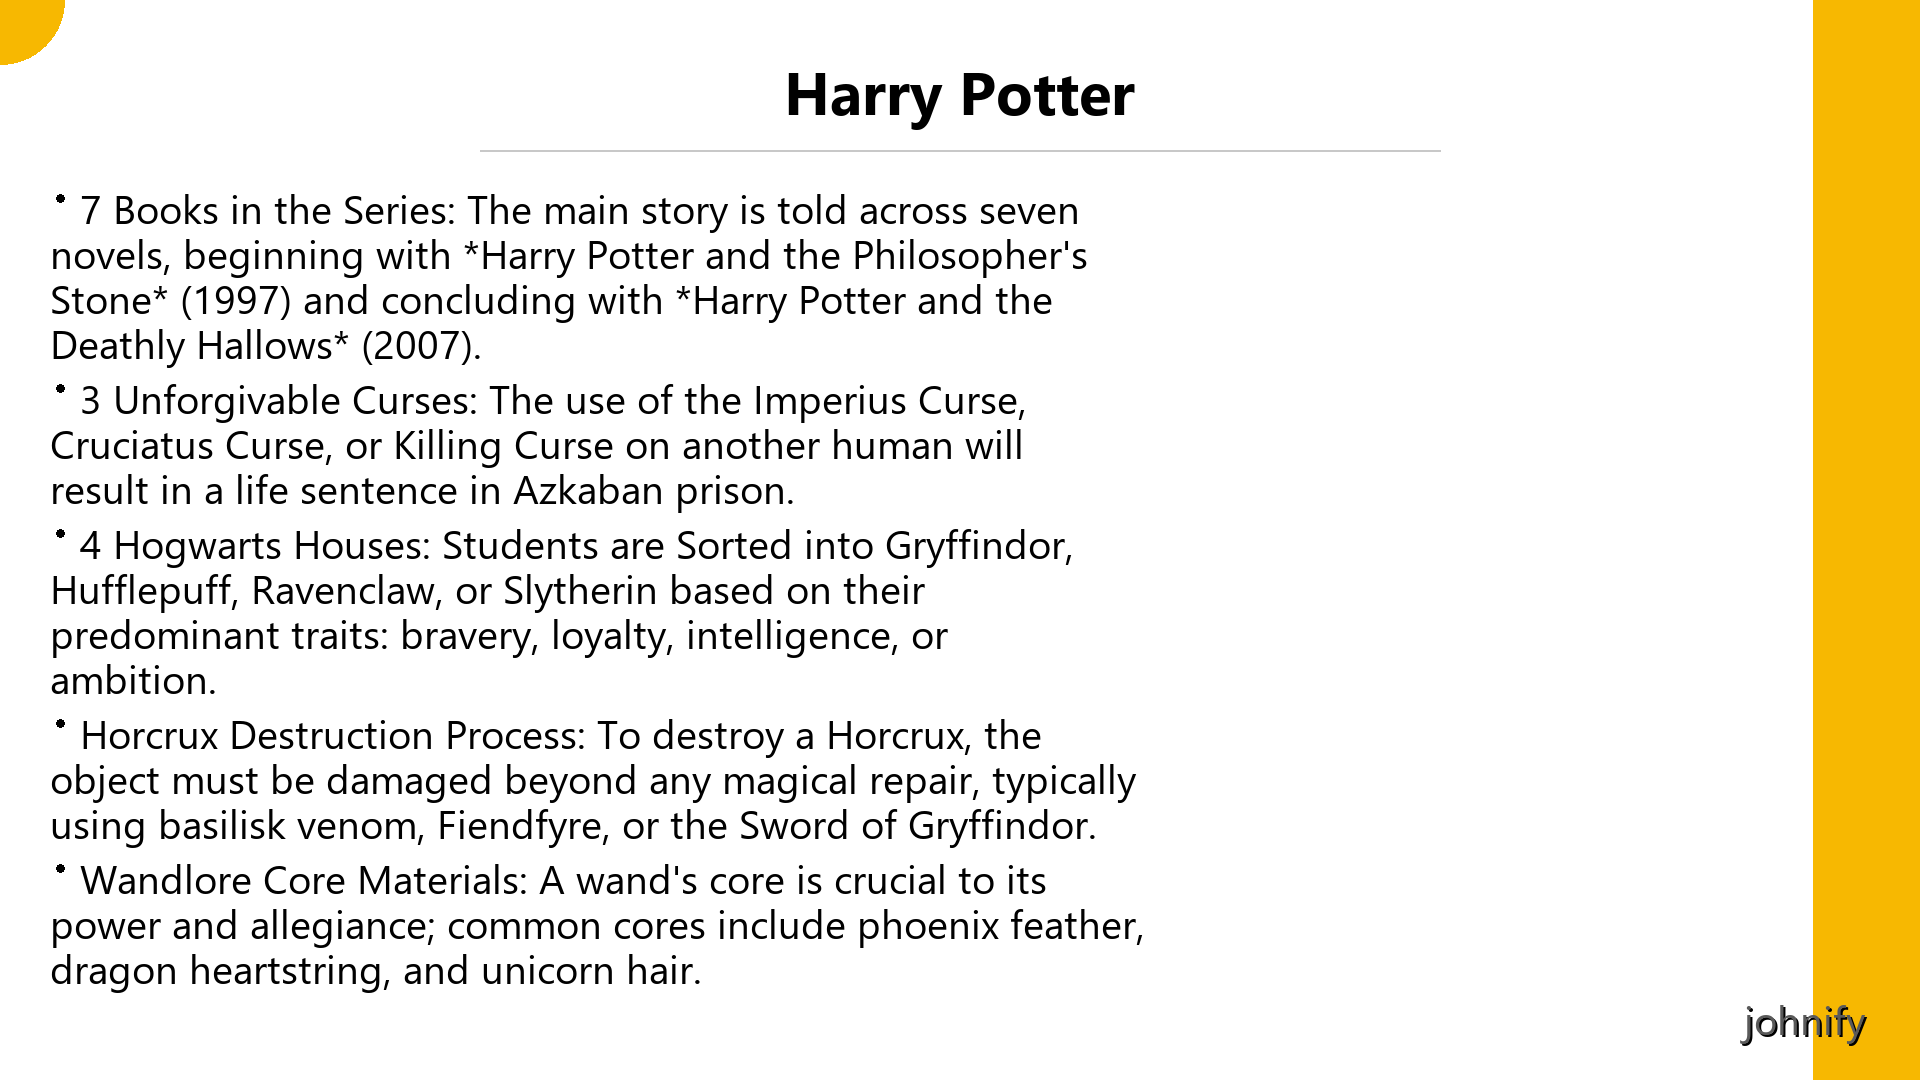 Harry Potter
• 7 Books in the Series: The main story is told across seven
novels, beginning with *Harry Potter and the Philosopher's
Stone* (1997) and concluding with *Harry Potter and the
Deathly Hallows* (2007).
• 3 Unforgivable Curses: The use of the Imperius Curse,
Cruciatus Curse, or Killing Curse on another human will
result in a life sentence in Azkaban prison.
• 4 Hogwarts Houses: Students are Sorted into Gryffindor,
Hufflepuff, Ravenclaw, or Slytherin based on their
predominant traits: bravery, loyalty, intelligence, or
ambition.
• Horcrux Destruction Process: To destroy a Horcrux, the
object must be damaged beyond any magical repair, typically
using basilisk venom, Fiendfyre, or the Sword of Gryffindor.
• Wandlore Core Materials: A wand's core is crucial to its
power and allegiance; common cores include phoenix feather,
dragon heartstring, and unicorn hair.
johnify